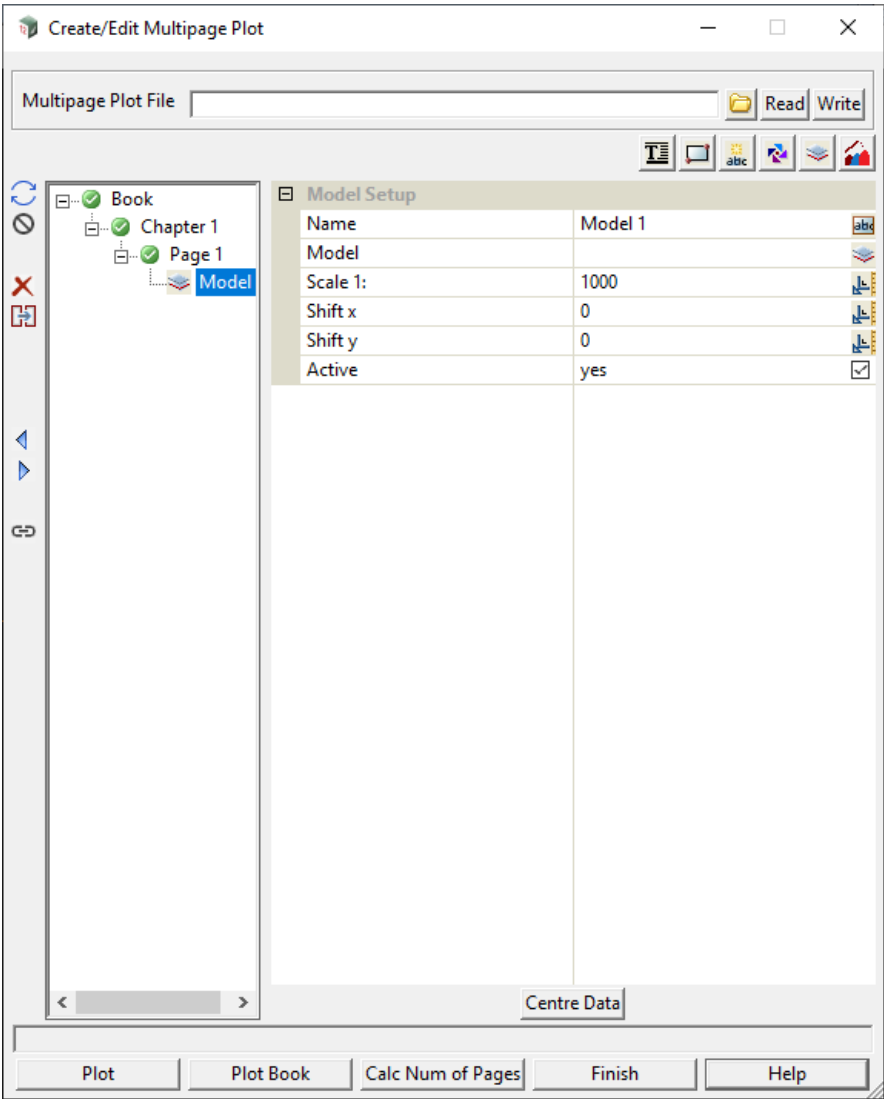 Create/Edit Multipage Plot
Multipage Plot File Read Write
abc
Book
Chapter 1
Page 1
Model
Model Setup
Name Model 1 abc
Model
Scale 1: 1000
Shift x 0
Shift y 0
Active yes
Centre Data
Plot Plot Book Calc Num of Pages Finish Help